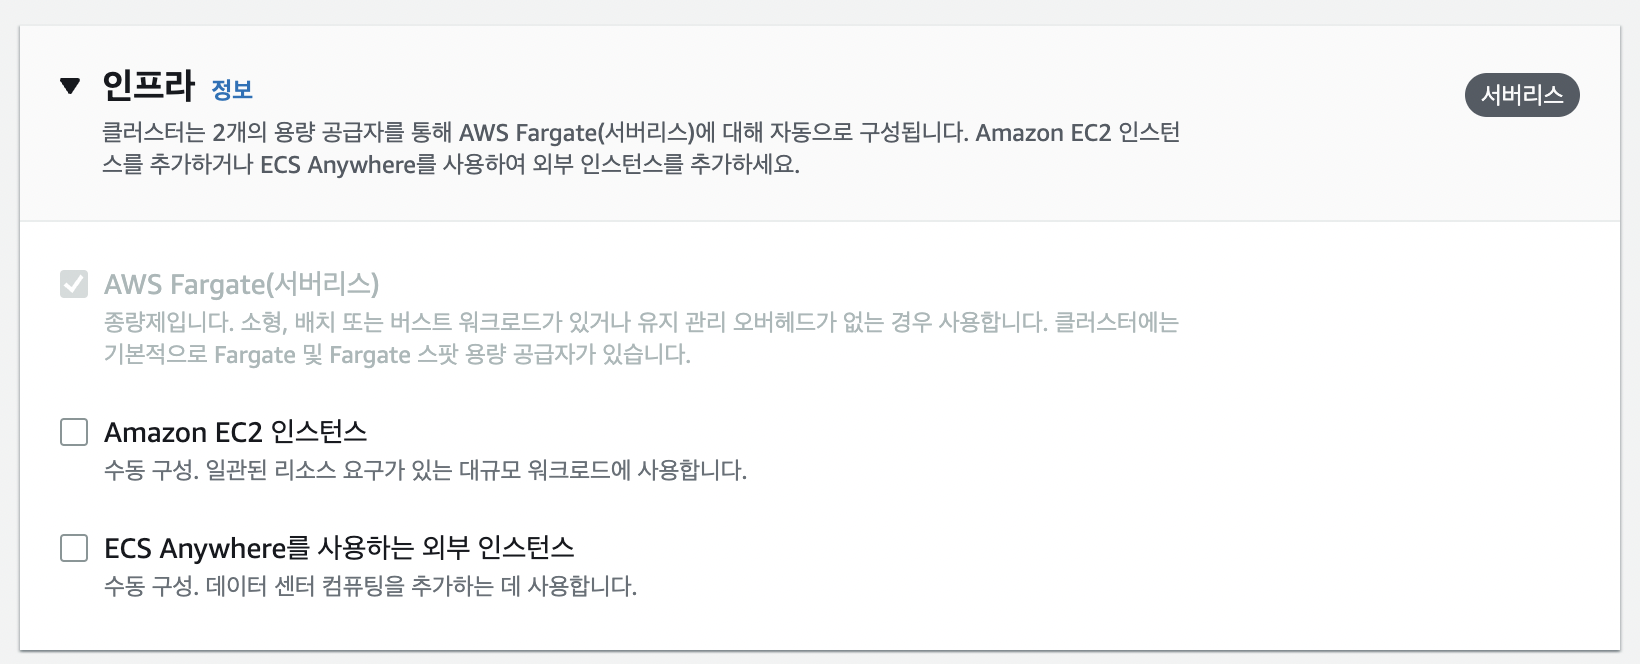 인프라 정보
서버리스
클러스터는 2개의 용량 공급자를 통해 AWS Fargate(서버리스)에 대해 자동으로 구성됩니다. Amazon EC2 인스턴
스를 추가하거나 ECS Anywhere를 사용하여 외부 인스턴스를 추가하세요.
AWS Fargate(서버리스)
종량제입니다. 소형, 배치 또는 버스트 워크로드가 있거나 유지 관리 오버헤드가 없는 경우 사용합니다. 클러스터에는
기본적으로 Fargate 및 Fargate 스팟 용량 공급자가 있습니다.
Amazon EC2 인스턴스
수동 구성. 일관된 리소스 요구가 있는 대규모 워크로드에 사용합니다.
ECS Anywhere를 사용하는 외부 인스턴스
수동 구성. 데이터 센터 컴퓨팅을 추가하는 데 사용합니다.